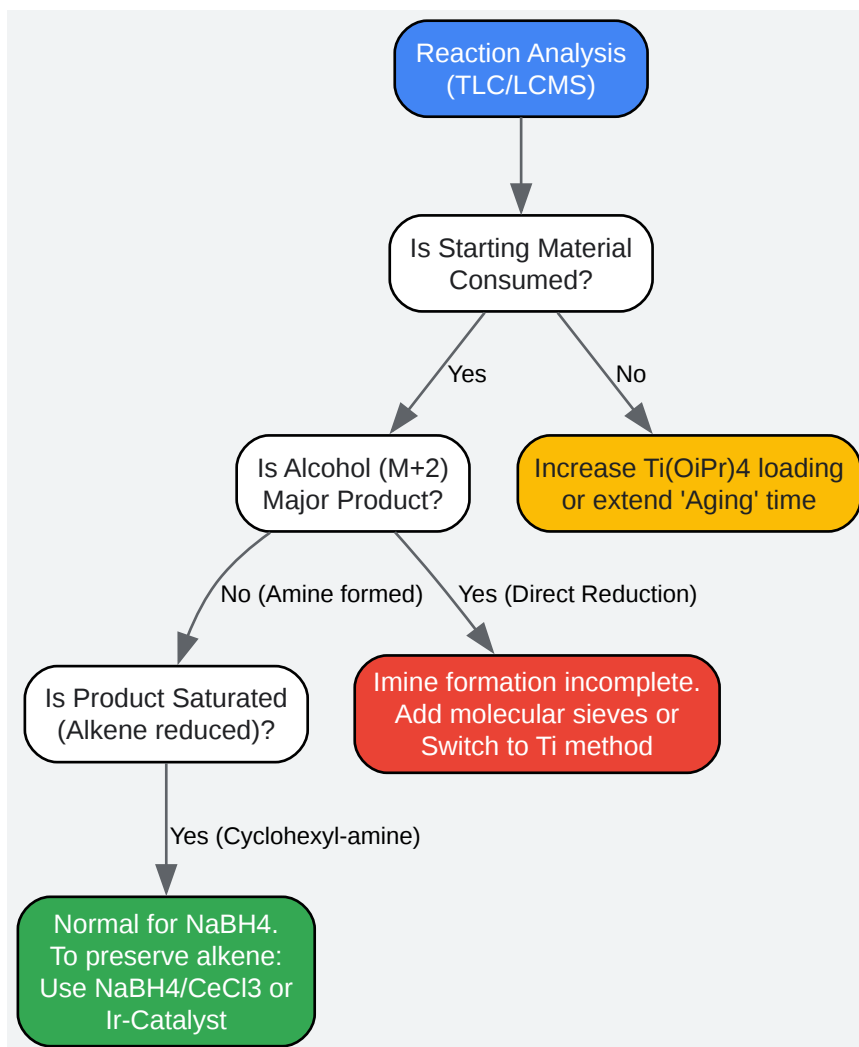 Reaction Analysis
(TLC/LCMS)
Is Starting Material
Consumed?
Yes
No
Is Alcohol (M+2)
Major Product?
Increase Ti(OiPr)4 loading
or extend 'Aging' time
No (Amine formed)
Yes (Direct Reduction)
Is Product Saturated
(Alkene reduced)?
Imine formation incomplete.
Add molecular sieves or
Switch to Ti method
Yes (Cyclohexyl-amine)
Normal for NaBH4.
To preserve alkene:
Use NaBH4/CeCl3 or
Ir-Catalyst